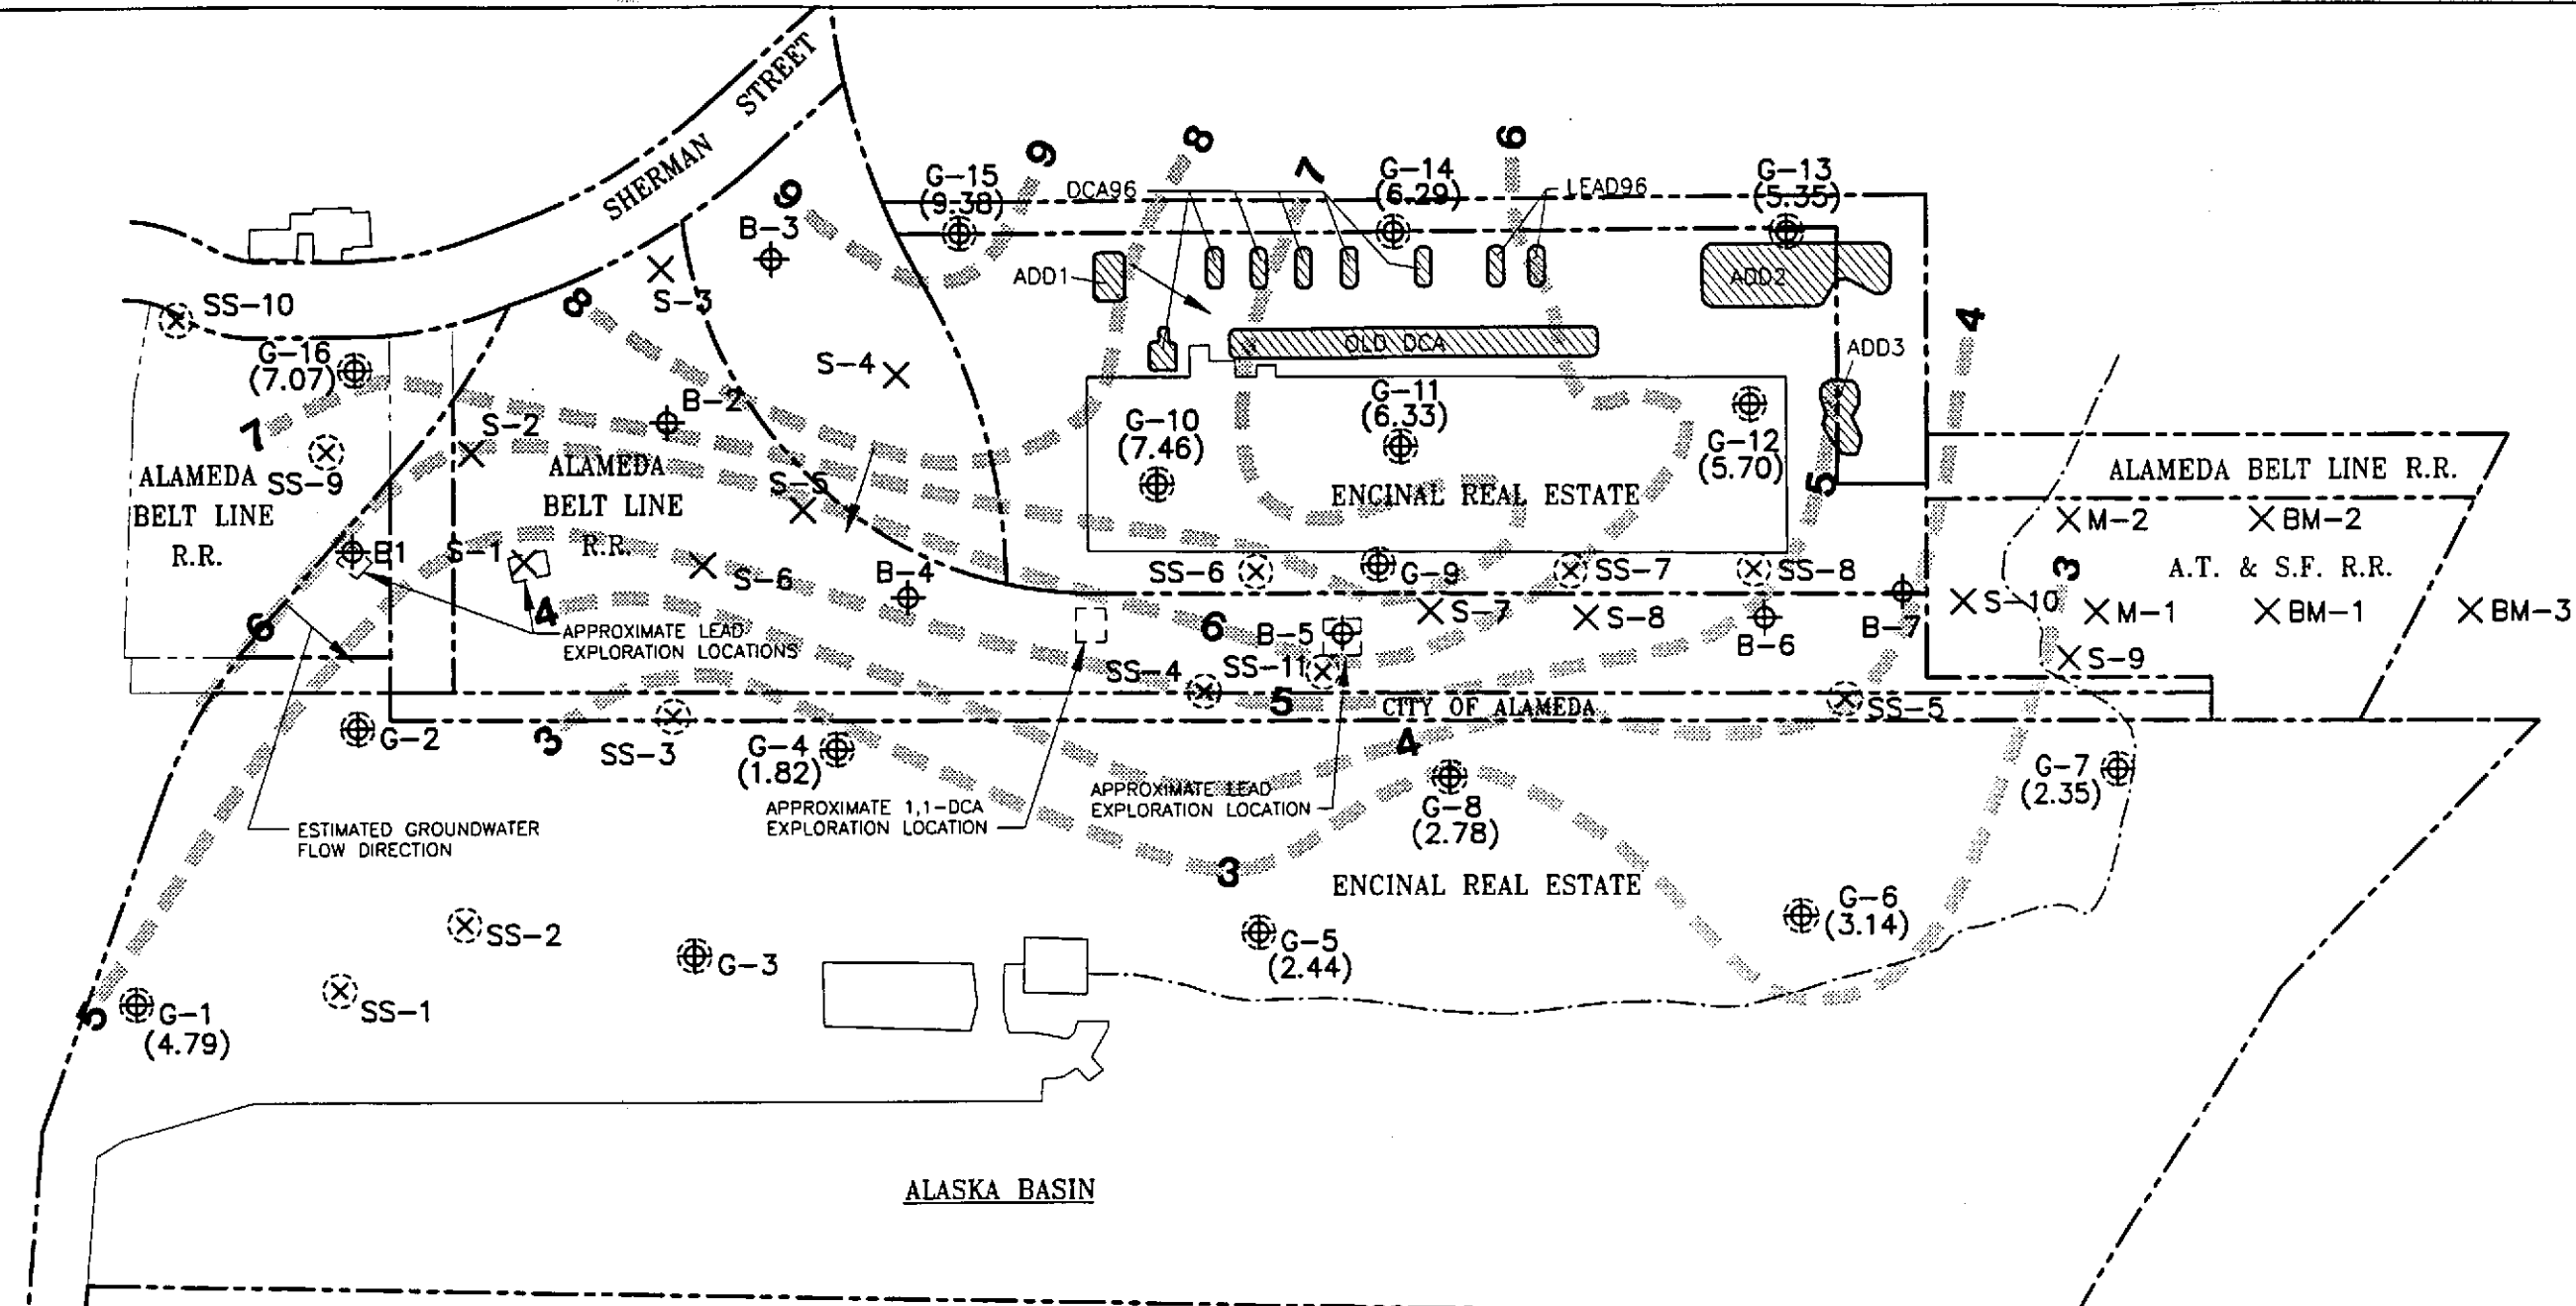 SHERMAN STREET
9
8
7
6
9
G-15
(9.38)
DCA96
G-14
(6.29)
LEAD96
G-13
(5.35)
B-3
ADD1
ADD2
S-3
8
SS-10
4
G-16
(7.07)
S-4
OLD DCA
ADD3
B-2
G-11
(6.33)
G-10
(7.46)
G-12
(5.70)
7
S-2
ALAMEDA
BELT LINE
R.R.
SS-9
ALAMEDA
BELT LINE
R.R.
S-5
ENCINAL REAL ESTATE
5
ALAMEDA BELT LINE R.R.
M-2
BM-2
B1
S-1
S-6
B-4
SS-6
G-9
SS-7
SS-8
3
A.T. & S.F. R.R.
4
6
6
B-5
S-7
S-8
B-6
B-7
S-10
M-1
BM-1
BM-3
APPROXIMATE LEAD
EXPLORATION LOCATIONS
SS-4
SS-11
S-9
5
CITY OF ALAMEDA
SS-5
G-2
3
SS-3
G-4
(1.82)
4
G-7
(2.35)
APPROXIMATE 1,1-DCA
EXPLORATION LOCATION
APPROXIMATE LEAD
EXPLORATION LOCATION
G-8
(2.78)
ESTIMATED GROUNDWATER
FLOW DIRECTION
3
ENCINAL REAL ESTATE
G-6
(3.14)
SS-2
G-3
G-5
(2.44)
5
G-1
(4.79)
SS-1
ALASKA BASIN